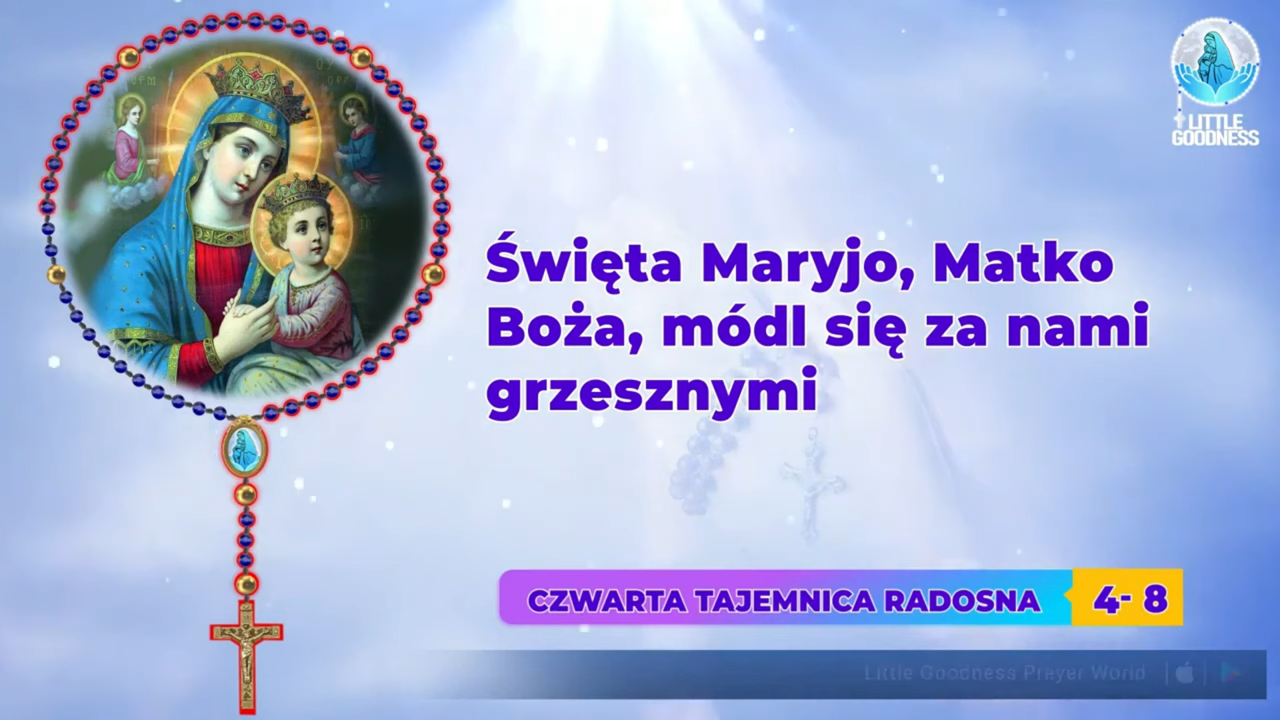 LITTLE
GOODNESS
Święta Maryjo, Matko
Boża, módl się za nami
grzesznymi
CZWARTA TAJEMNICA RADOSNA
4- 8
Little Goodness Prayer World